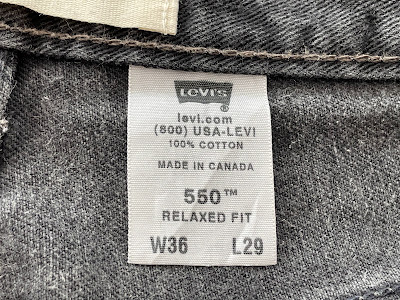 LEVI'S
®
levi.com
(800) USA-LEVI
100% COTTON
MADE IN CANADA
550™
RELAXED FIT
W36 L29